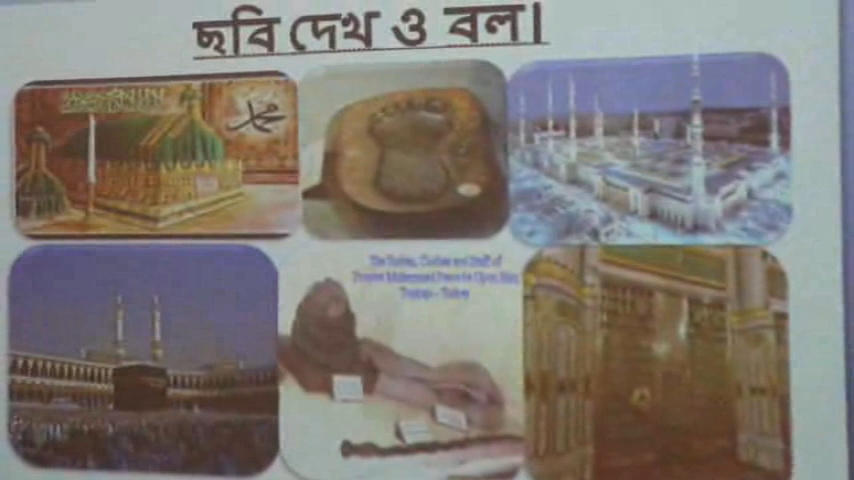 ছবি দেখ ও বল।
محمد
The Turban, Clothes and Staff of
Prophet Muhammad Peace be Upon Him
Topkapi - Turkey